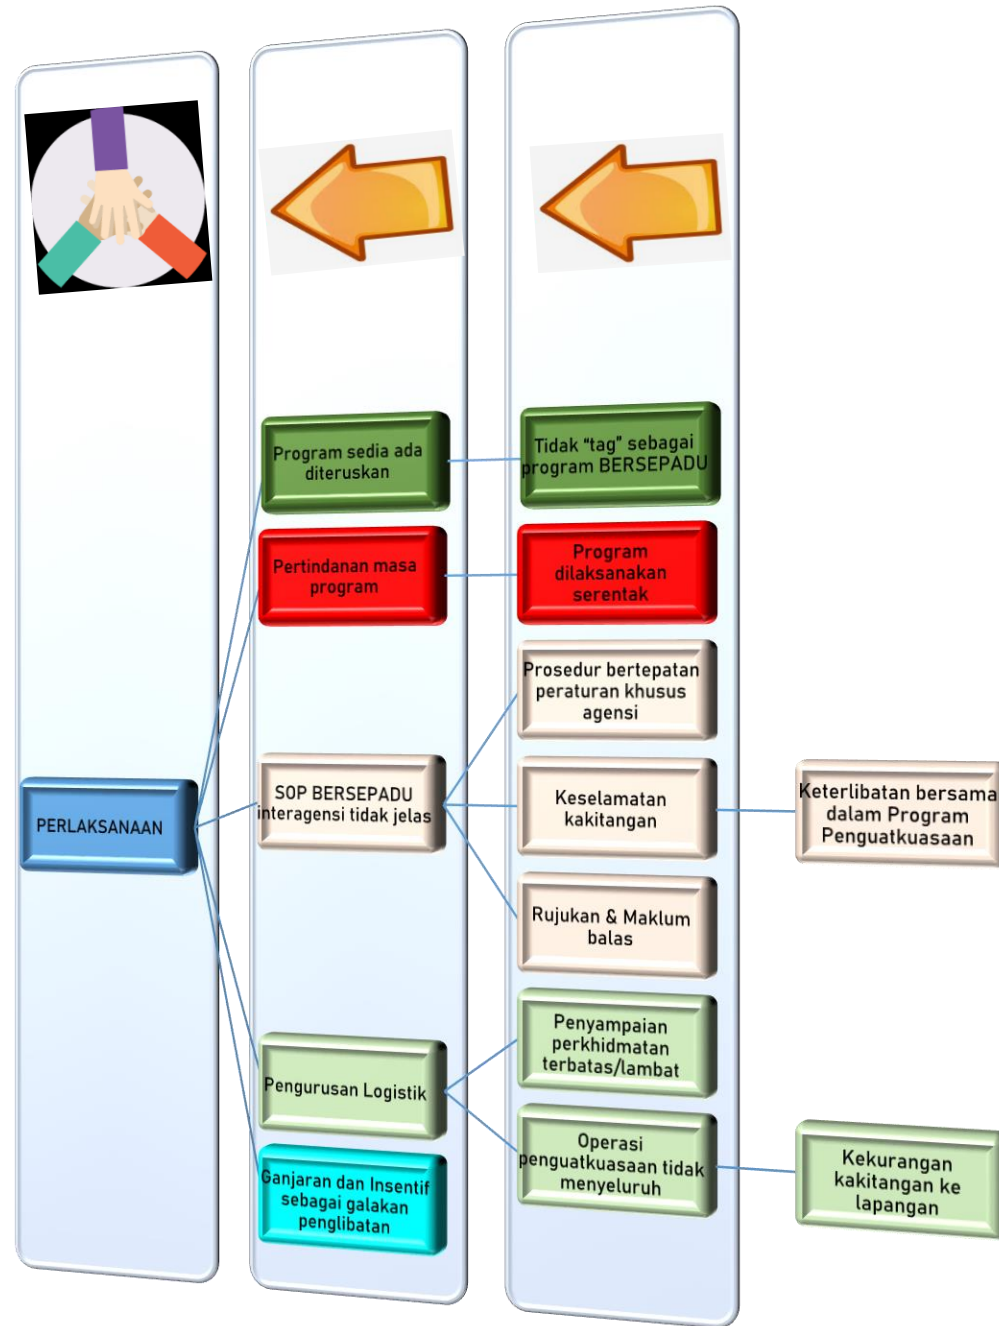 PERLAKSANAAN
Program sedia ada
diteruskan
Tidak “tag” sebagai
program BERSEPADU
Pertindanan masa
program
Program
dilaksanakan
serentak
SOP BERSEPADU
interagensi tidak jelas
Prosedur bertepatan
peraturan khusus
agensi
Keselamatan
kakitangan
Keterlibatan bersama
dalam Program
Penguatkuasaan
Rujukan & Maklum
balas
Pengurusan Logistik
Penyampaian
perkhidmatan
terbatas/lambat
Operasi
penguatkuasaan tidak
menyeluruh
Kekurangan
kakitangan ke
lapangan
Ganjaran dan Insentif
sebagai galakan
penglibatan